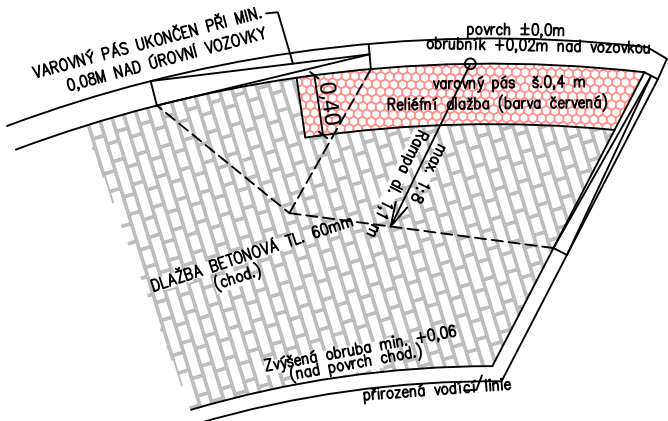 VAROVNÝ PÁS UKONČEN PŘI MIN.
0,08M NAD ÚROVNÍ VOZOVKY
povrch ±0,0m
obrubník +0,02m nad vozovkou
varovný pás š.0,4 m
Reliéfní dlažba (barva červená)
0,40
max. 1:8
Rampa dl. 1,1 m
DLAŽBA BETONOVÁ TL. 60mm
(chod.)
Zvýšená obruba min. +0,06
(nad povrch chod.)
přirozená vodící linie